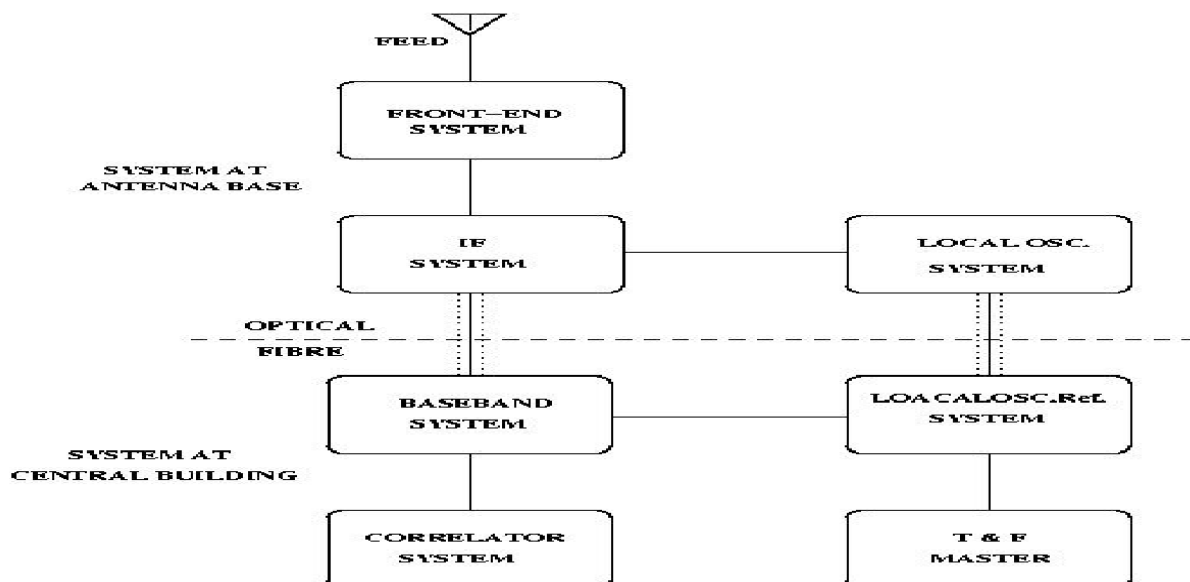 FEED
FRONT-END
SYSTEM
SYSTEM AT
ANTENNA BASE
IF
SYSTEM
LOCAL OSC.
SYSTEM
OPTICAL
FIBRE
BASEBAND
SYSTEM
LOACALOSC.Ref.
SYSTEM
SYSTEM AT
CENTRAL BUILDING
CORRELATOR
SYSTEM
T & F
MASTER